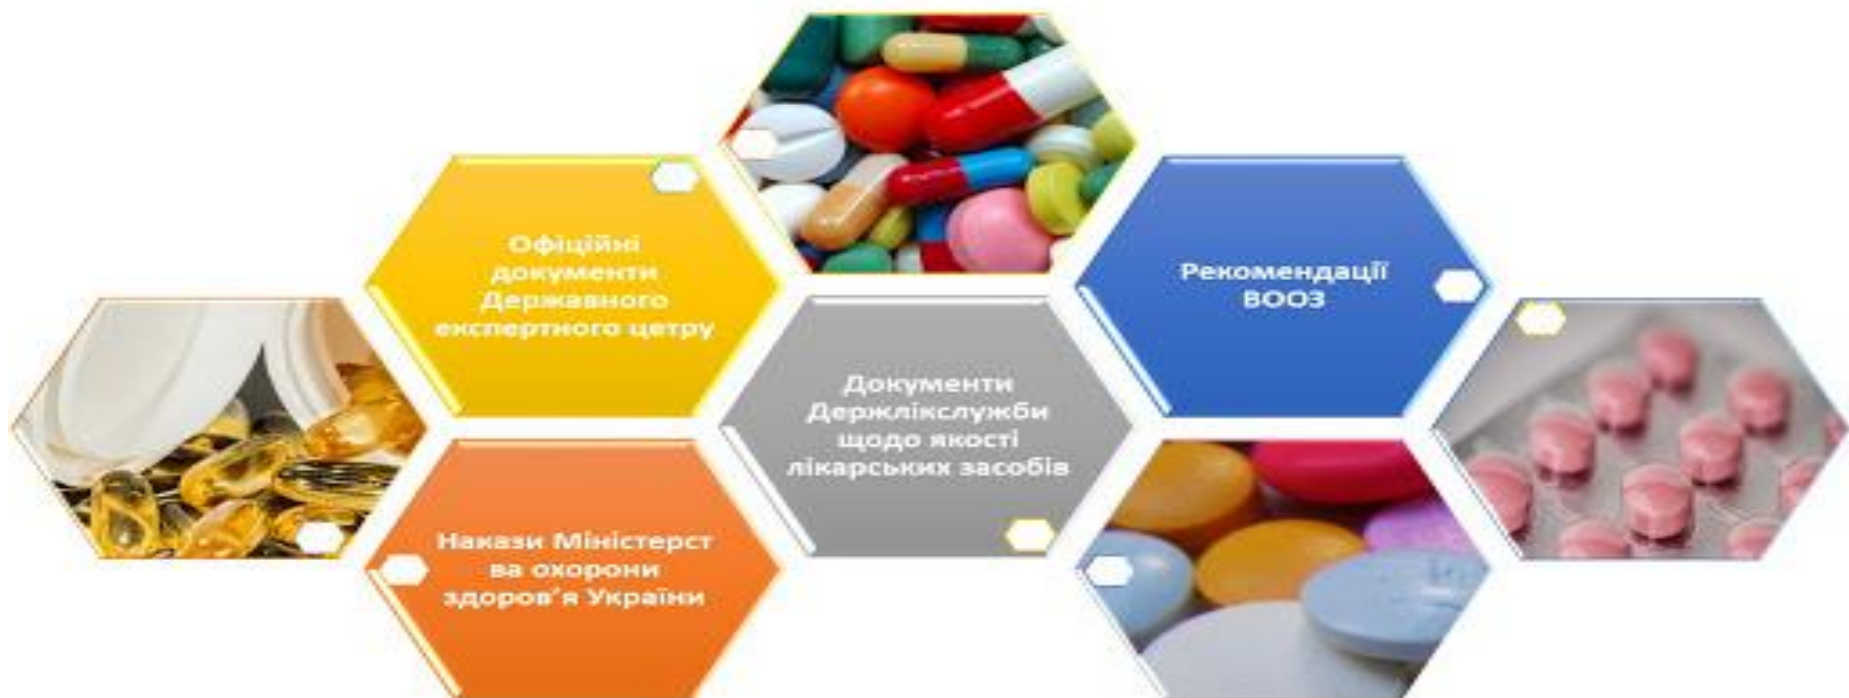 Офіційні
документи
Державного
експертного цетру
Рекомендації
ВООЗ
Документи
Держлікслужби
щодо якості
лікарських засобів
Накази Міністерст
ва охорони
здоров’я України